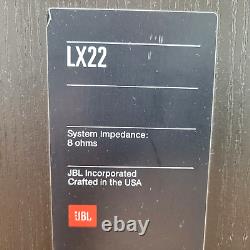 LX22
System Impedance:
8 ohms
JBL Incorporated
Crafted in the USA
JBL